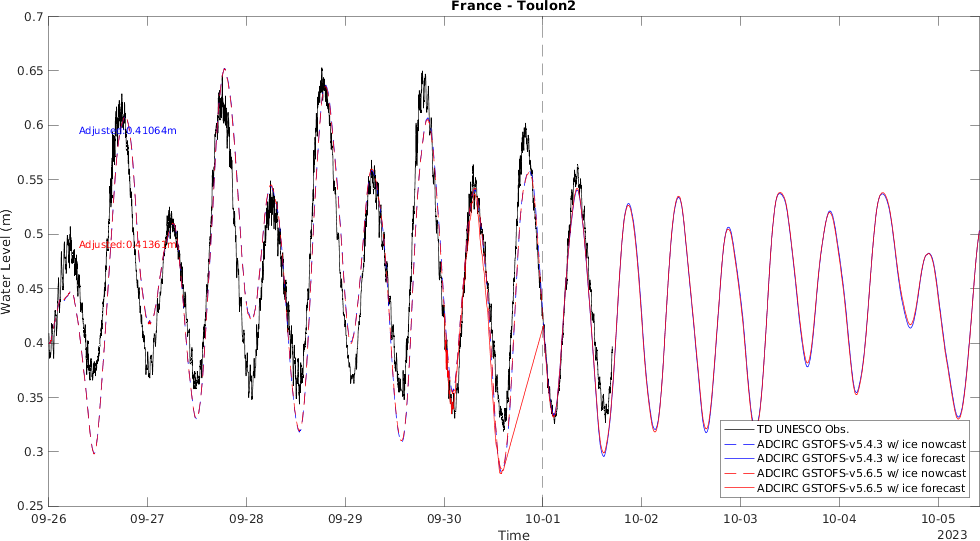 France - Toulon2
0.7
0.65
0.6
0.55
0.5
0.45
0.4
0.35
0.3
0.25
Water Level (m)
Adjusted:0.41064m
Adjusted:0.41361m
TD UNESCO Obs.
ADCIRC GSTOFS-v5.4.3 w/ ice nowcast
ADCIRC GSTOFS-v5.4.3 w/ ice forecast
ADCIRC GSTOFS-v5.6.5 w/ ice nowcast
ADCIRC GSTOFS-v5.6.5 w/ ice forecast
09-26 09-27 09-28 09-29 09-30 10-01 10-02 10-03 10-04 10-05
Time
2023